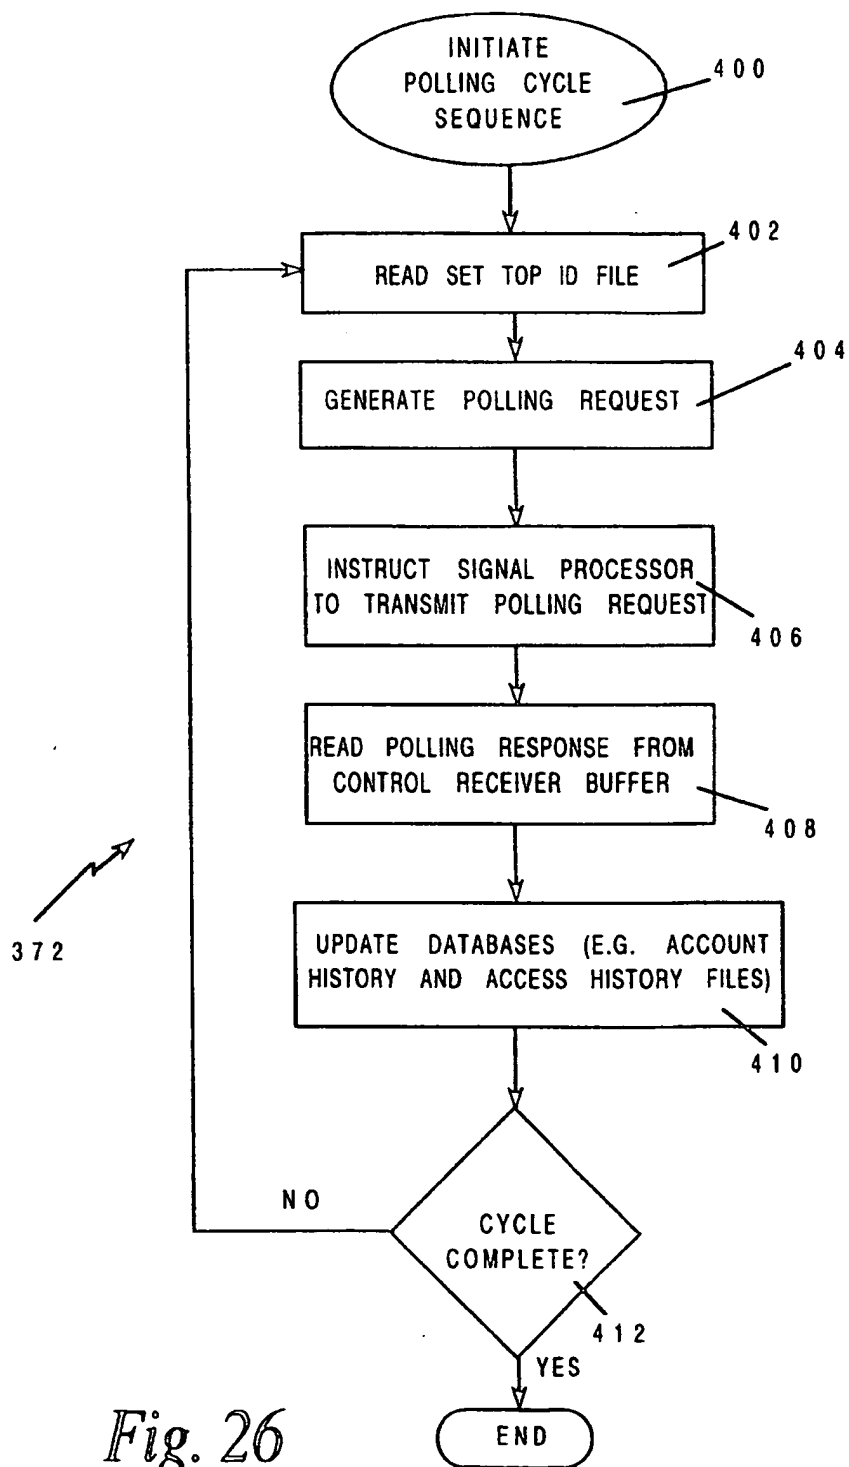 INITIATE
POLLING CYCLE
SEQUENCE
400
402
READ SET TOP ID FILE
404
GENERATE POLLING REQUEST
INSTRUCT SIGNAL PROCESSOR
TO TRANSMIT POLLING REQUEST
406
READ POLLING RESPONSE FROM
CONTROL RECEIVER BUFFER
408
372
UPDATE DATABASES (E.G. ACCOUNT
HISTORY AND ACCESS HISTORY FILES)
410
NO
CYCLE
COMPLETE?
412
YES
END
Fig. 26